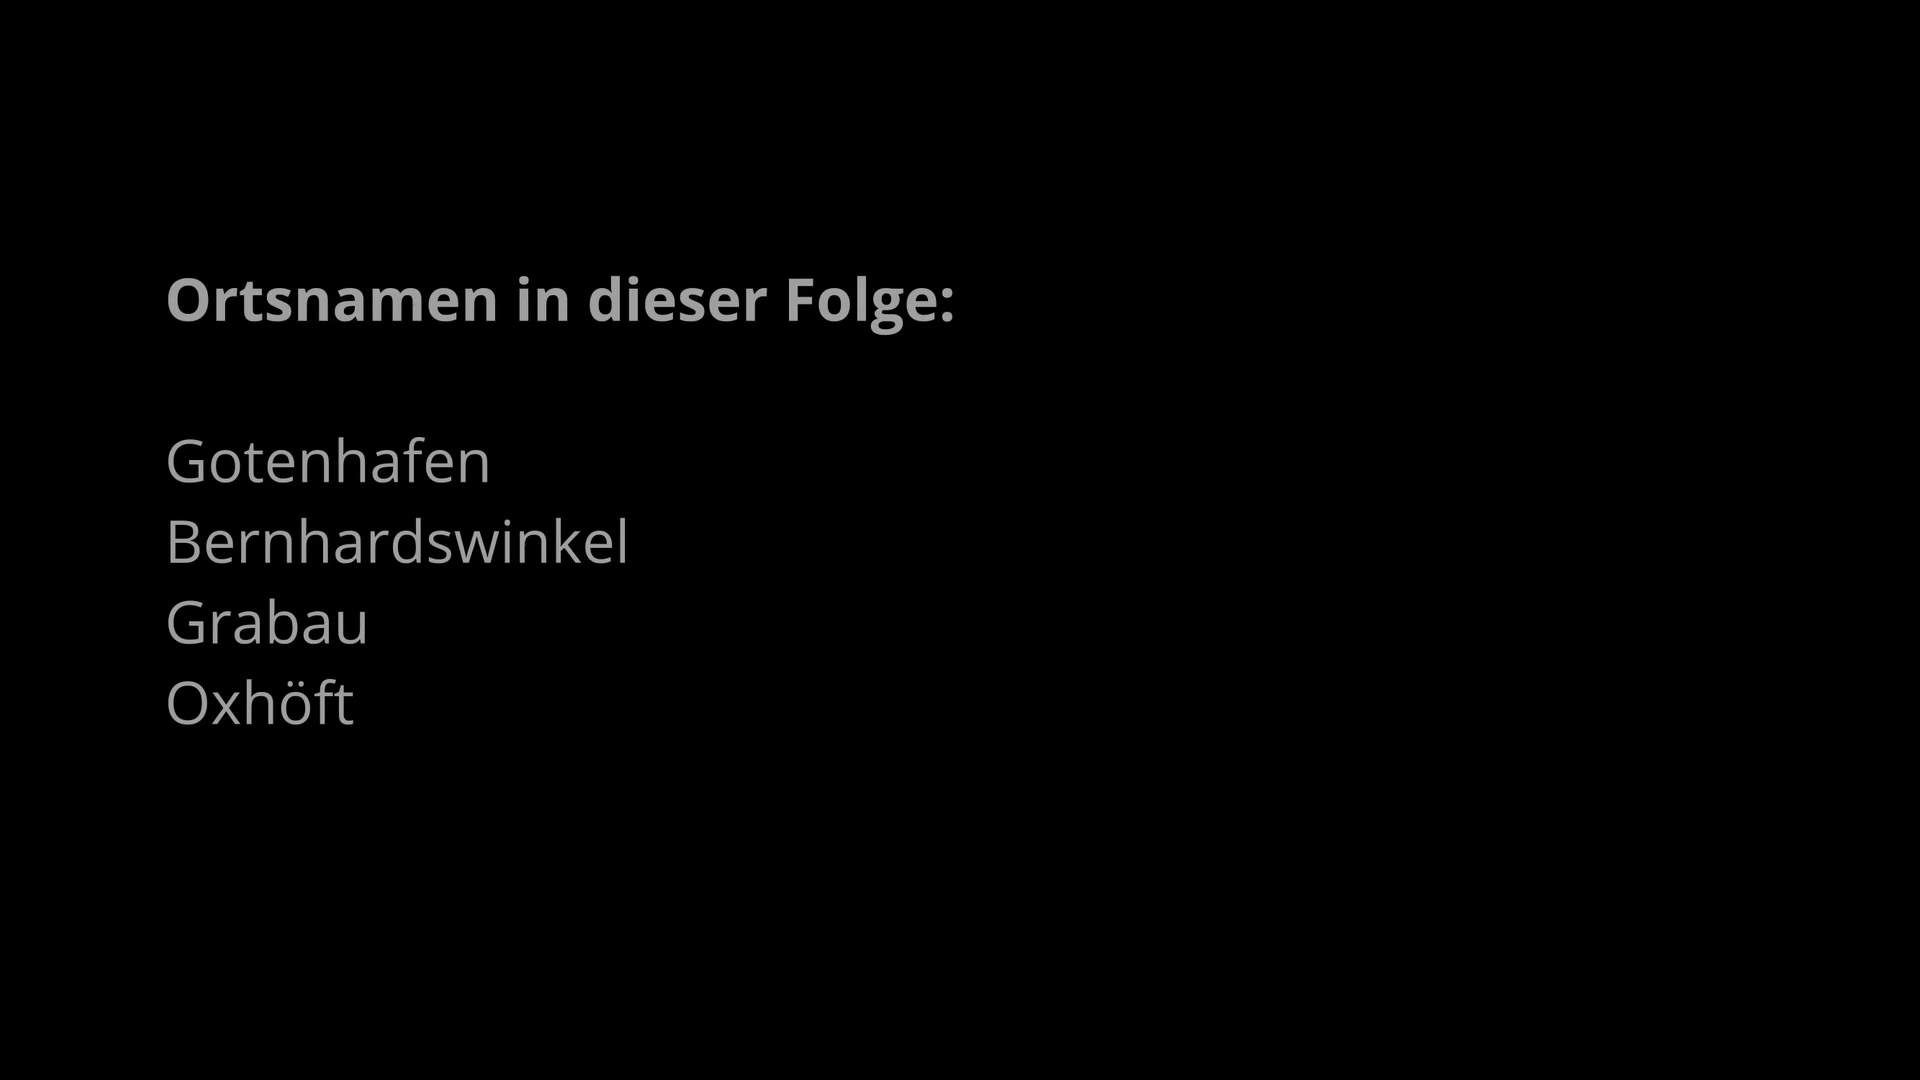 Ortsnamen in dieser Folge:
Gotenhafen
Bernhardswinkel
Grabau
Oxhöft